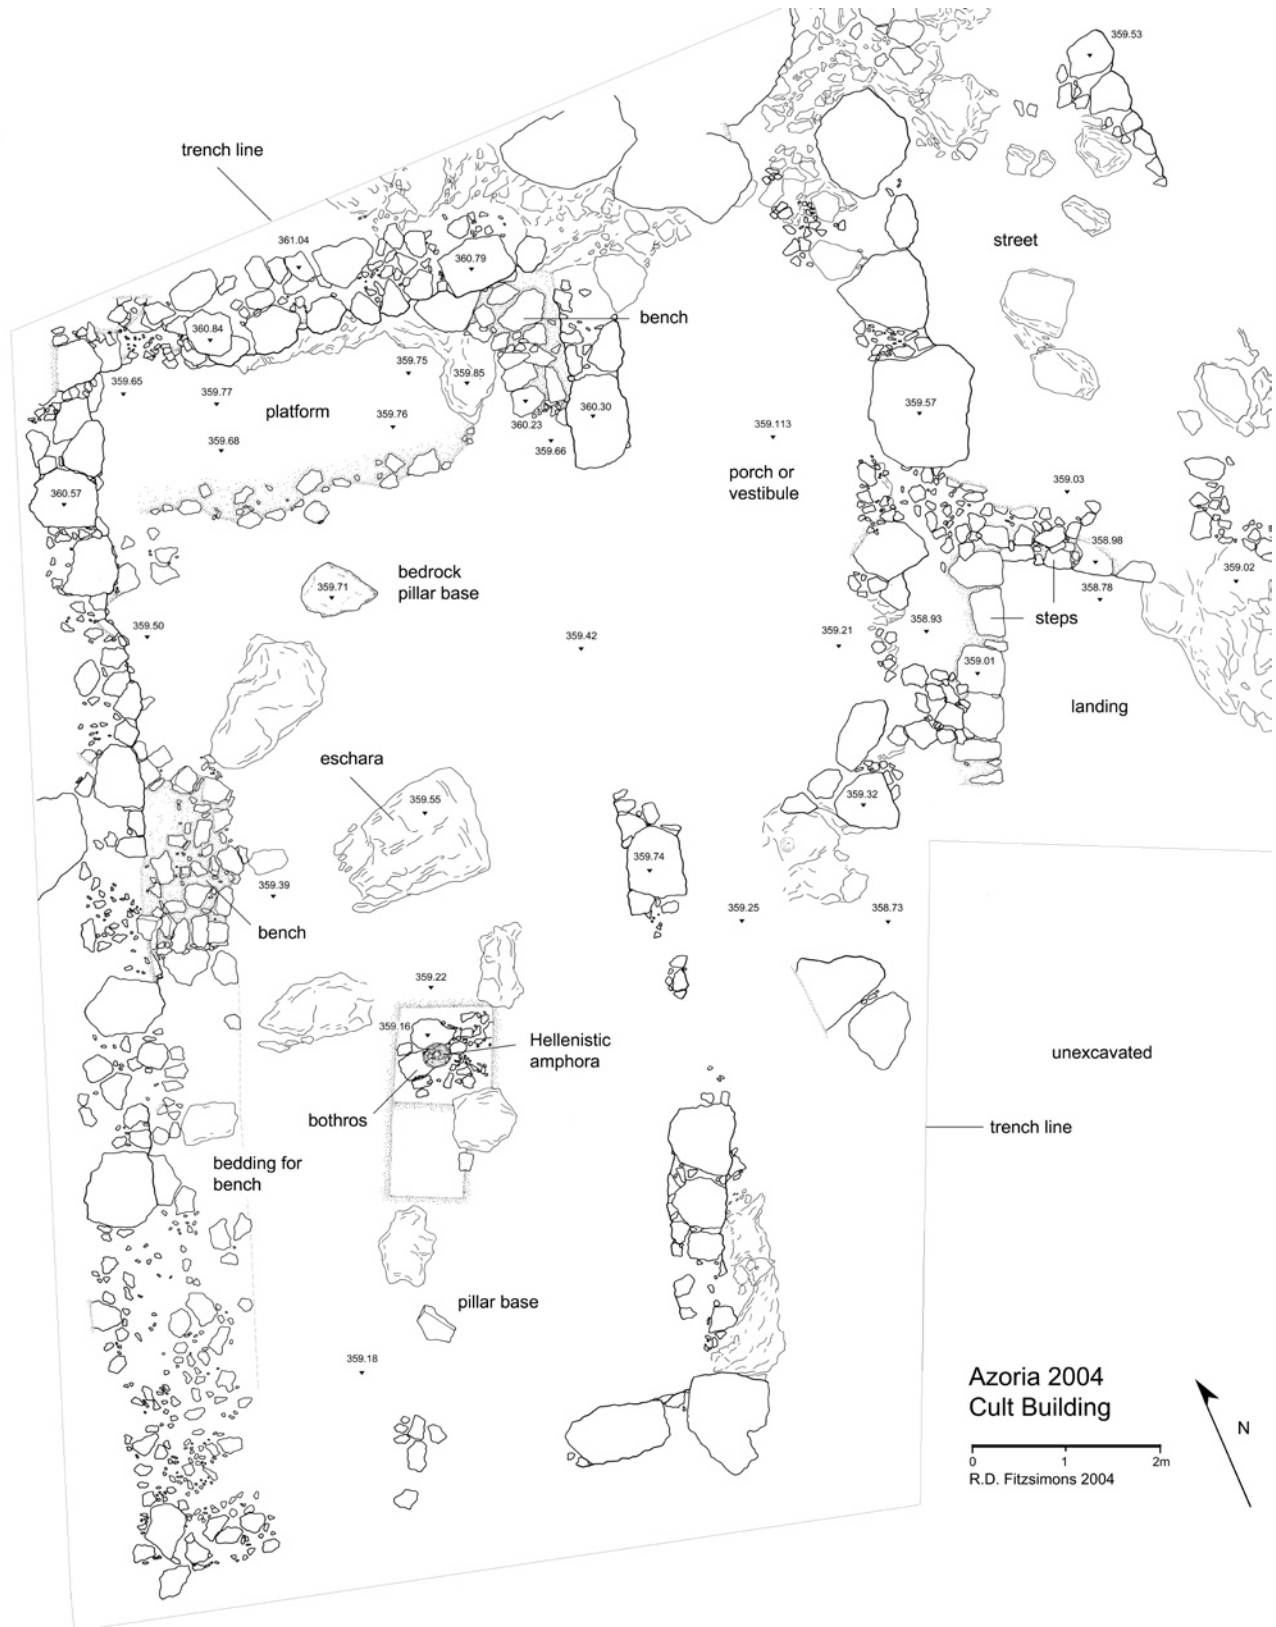 359.53
trench line
street
361.04
360.79
bench
360.84
359.75
359.85
359.65
359.77
360.30
359.57
platform
359.76
360.23
359.113
359.68
359.66
porch or
vestibule
359.03
360.57
358.98
359.02
bedrock
pillar base
359.71
358.78
359.50
359.42
359.21
358.93
steps
359.01
landing
eschara
359.55
359.32
359.74
359.39
359.25
358.73
bench
359.22
359.16
Hellenistic
amphora
unexcavated
bothros
trench line
bedding for
bench
pillar base
359.18
Azoria 2004
Cult Building
N
0 1 2m
R.D. Fitzsimons 2004